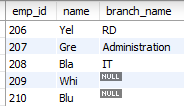 emp_id name branch_name
206 Yel RD
207 Gre Administration
208 Bla IT
209 Whi NULL
210 Blu NULL